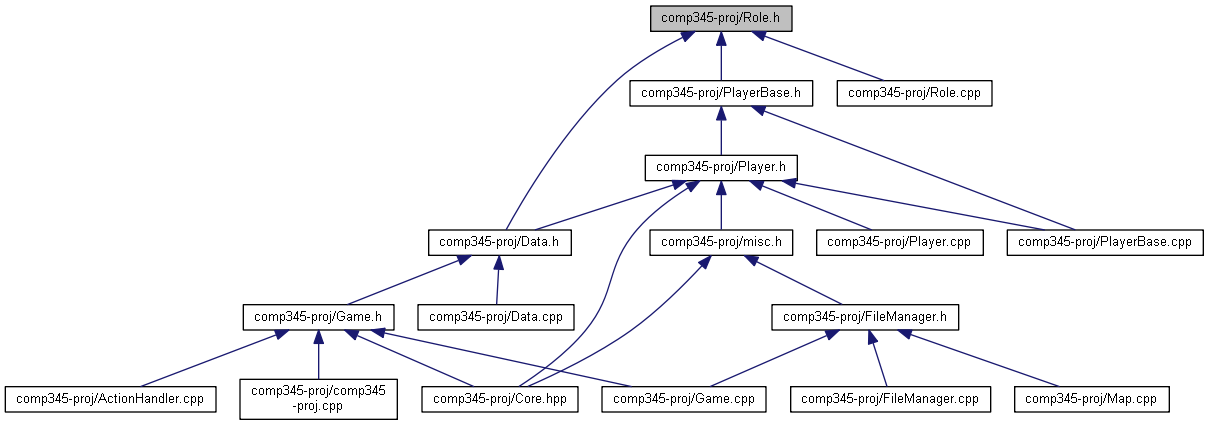 comp345-proj/Role.h
comp345-proj/PlayerBase.h
comp345-proj/Role.cpp
comp345-proj/Player.h
comp345-proj/Data.h
comp345-proj/misc.h
comp345-proj/Player.cpp
comp345-proj/PlayerBase.cpp
comp345-proj/Game.h
comp345-proj/Data.cpp
comp345-proj/FileManager.h
comp345-proj/ActionHandler.cpp
comp345-proj/comp345
-proj.cpp
comp345-proj/Core.hpp
comp345-proj/Game.cpp
comp345-proj/FileManager.cpp
comp345-proj/Map.cpp